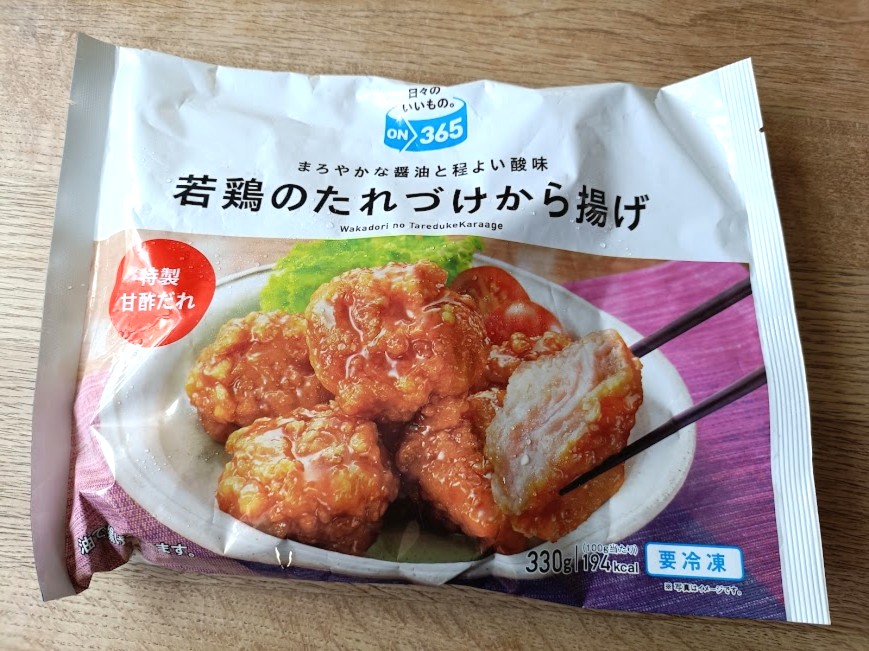 日々の
いいもの。
ON 365
まろやかな醤油と程よい酸味
若鶏のたれづけから揚げ
Wakadori no TaredukeKaraage
特製
甘酢だれ
油で
ます。
330g (100g当たり) 194kcal
要冷凍
※写真はイメージです。